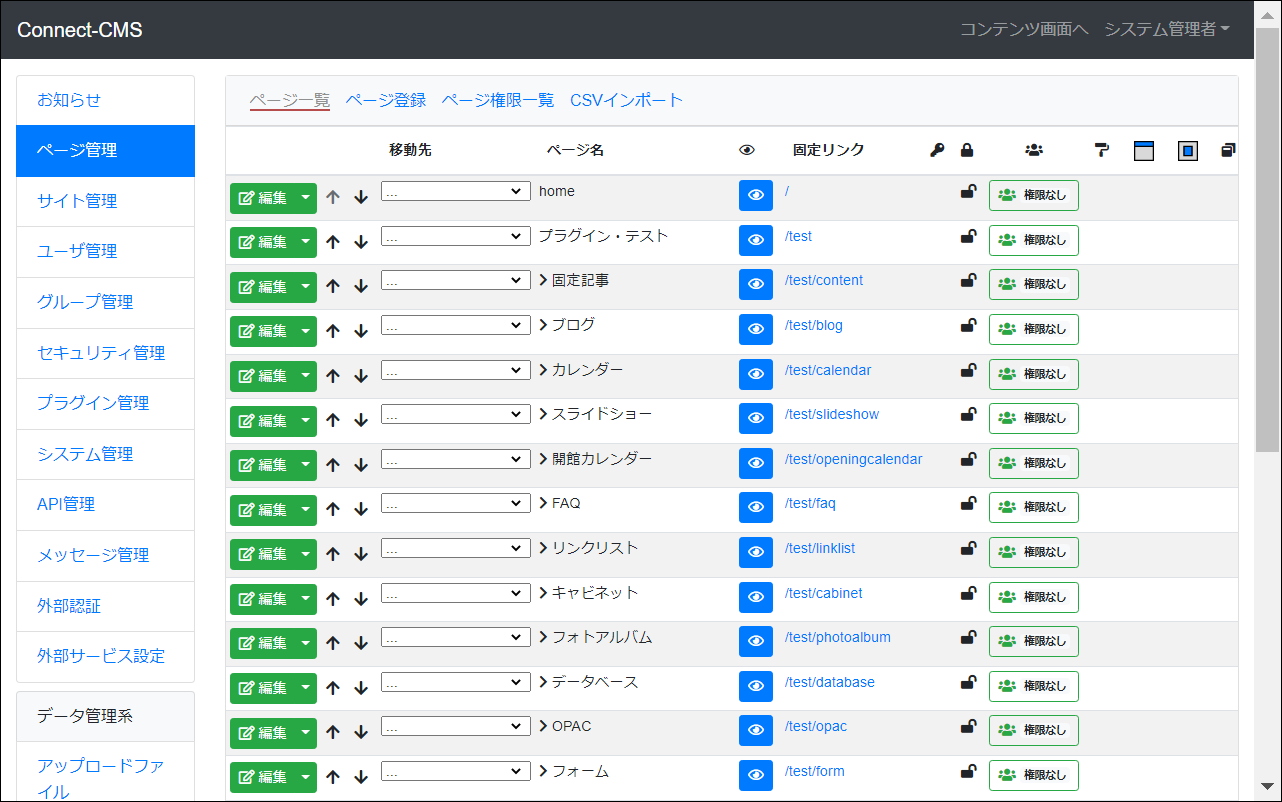 Connect-CMS
コンテンツ画面へ システム管理者
お知らせ
ページ管理
サイト管理
ユーザ管理
グループ管理
セキュリティ管理
プラグイン管理
システム管理
API管理
メッセージ管理
外部認証
外部サービス設定
データ管理系
アップロードファ
イル
ページ一覧 ページ登録 ページ権限一覧 CSVインポート
移動先 ページ名 固定リンク
編集 ... home / 権限なし
編集 ... プラグイン・テスト /test 権限なし
編集 ... 固定記事 /test/content 権限なし
編集 ... ブログ /test/blog 権限なし
編集 ... カレンダー /test/calendar 権限なし
編集 ... スライドショー /test/slideshow 権限なし
編集 ... 開館カレンダー /test/openingcalendar 権限なし
編集 ... FAQ /test/faq 権限なし
編集 ... リンクリスト /test/linklist 権限なし
編集 ... キャビネット /test/cabinet 権限なし
編集 ... フォトアルバム /test/photoalbum 権限なし
編集 ... データベース /test/database 権限なし
編集 ... OPAC /test/opac 権限なし
編集 ... フォーム /test/form 権限なし